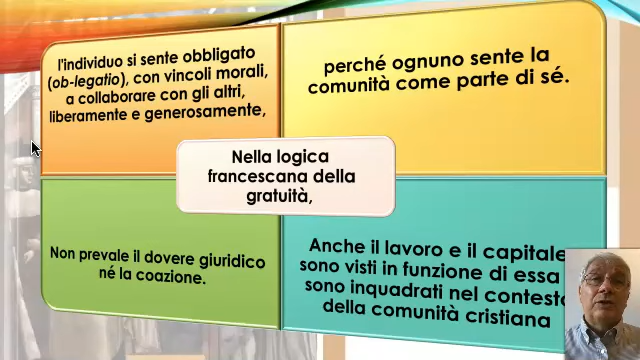 l'individuo si sente obbligato
(ob-legatio), con vincoli morali,
a collaborare con gli altri,
liberamente e generosamente,
perché ognuno sente la
comunità come parte di sé.
Nella logica
francescana della
gratuità,
Non prevale il dovere giuridico
né la coazione.
Anche il lavoro e il capitale
sono visti in funzione di essa
sono inquadrati nel contesto
della comunità cristiana